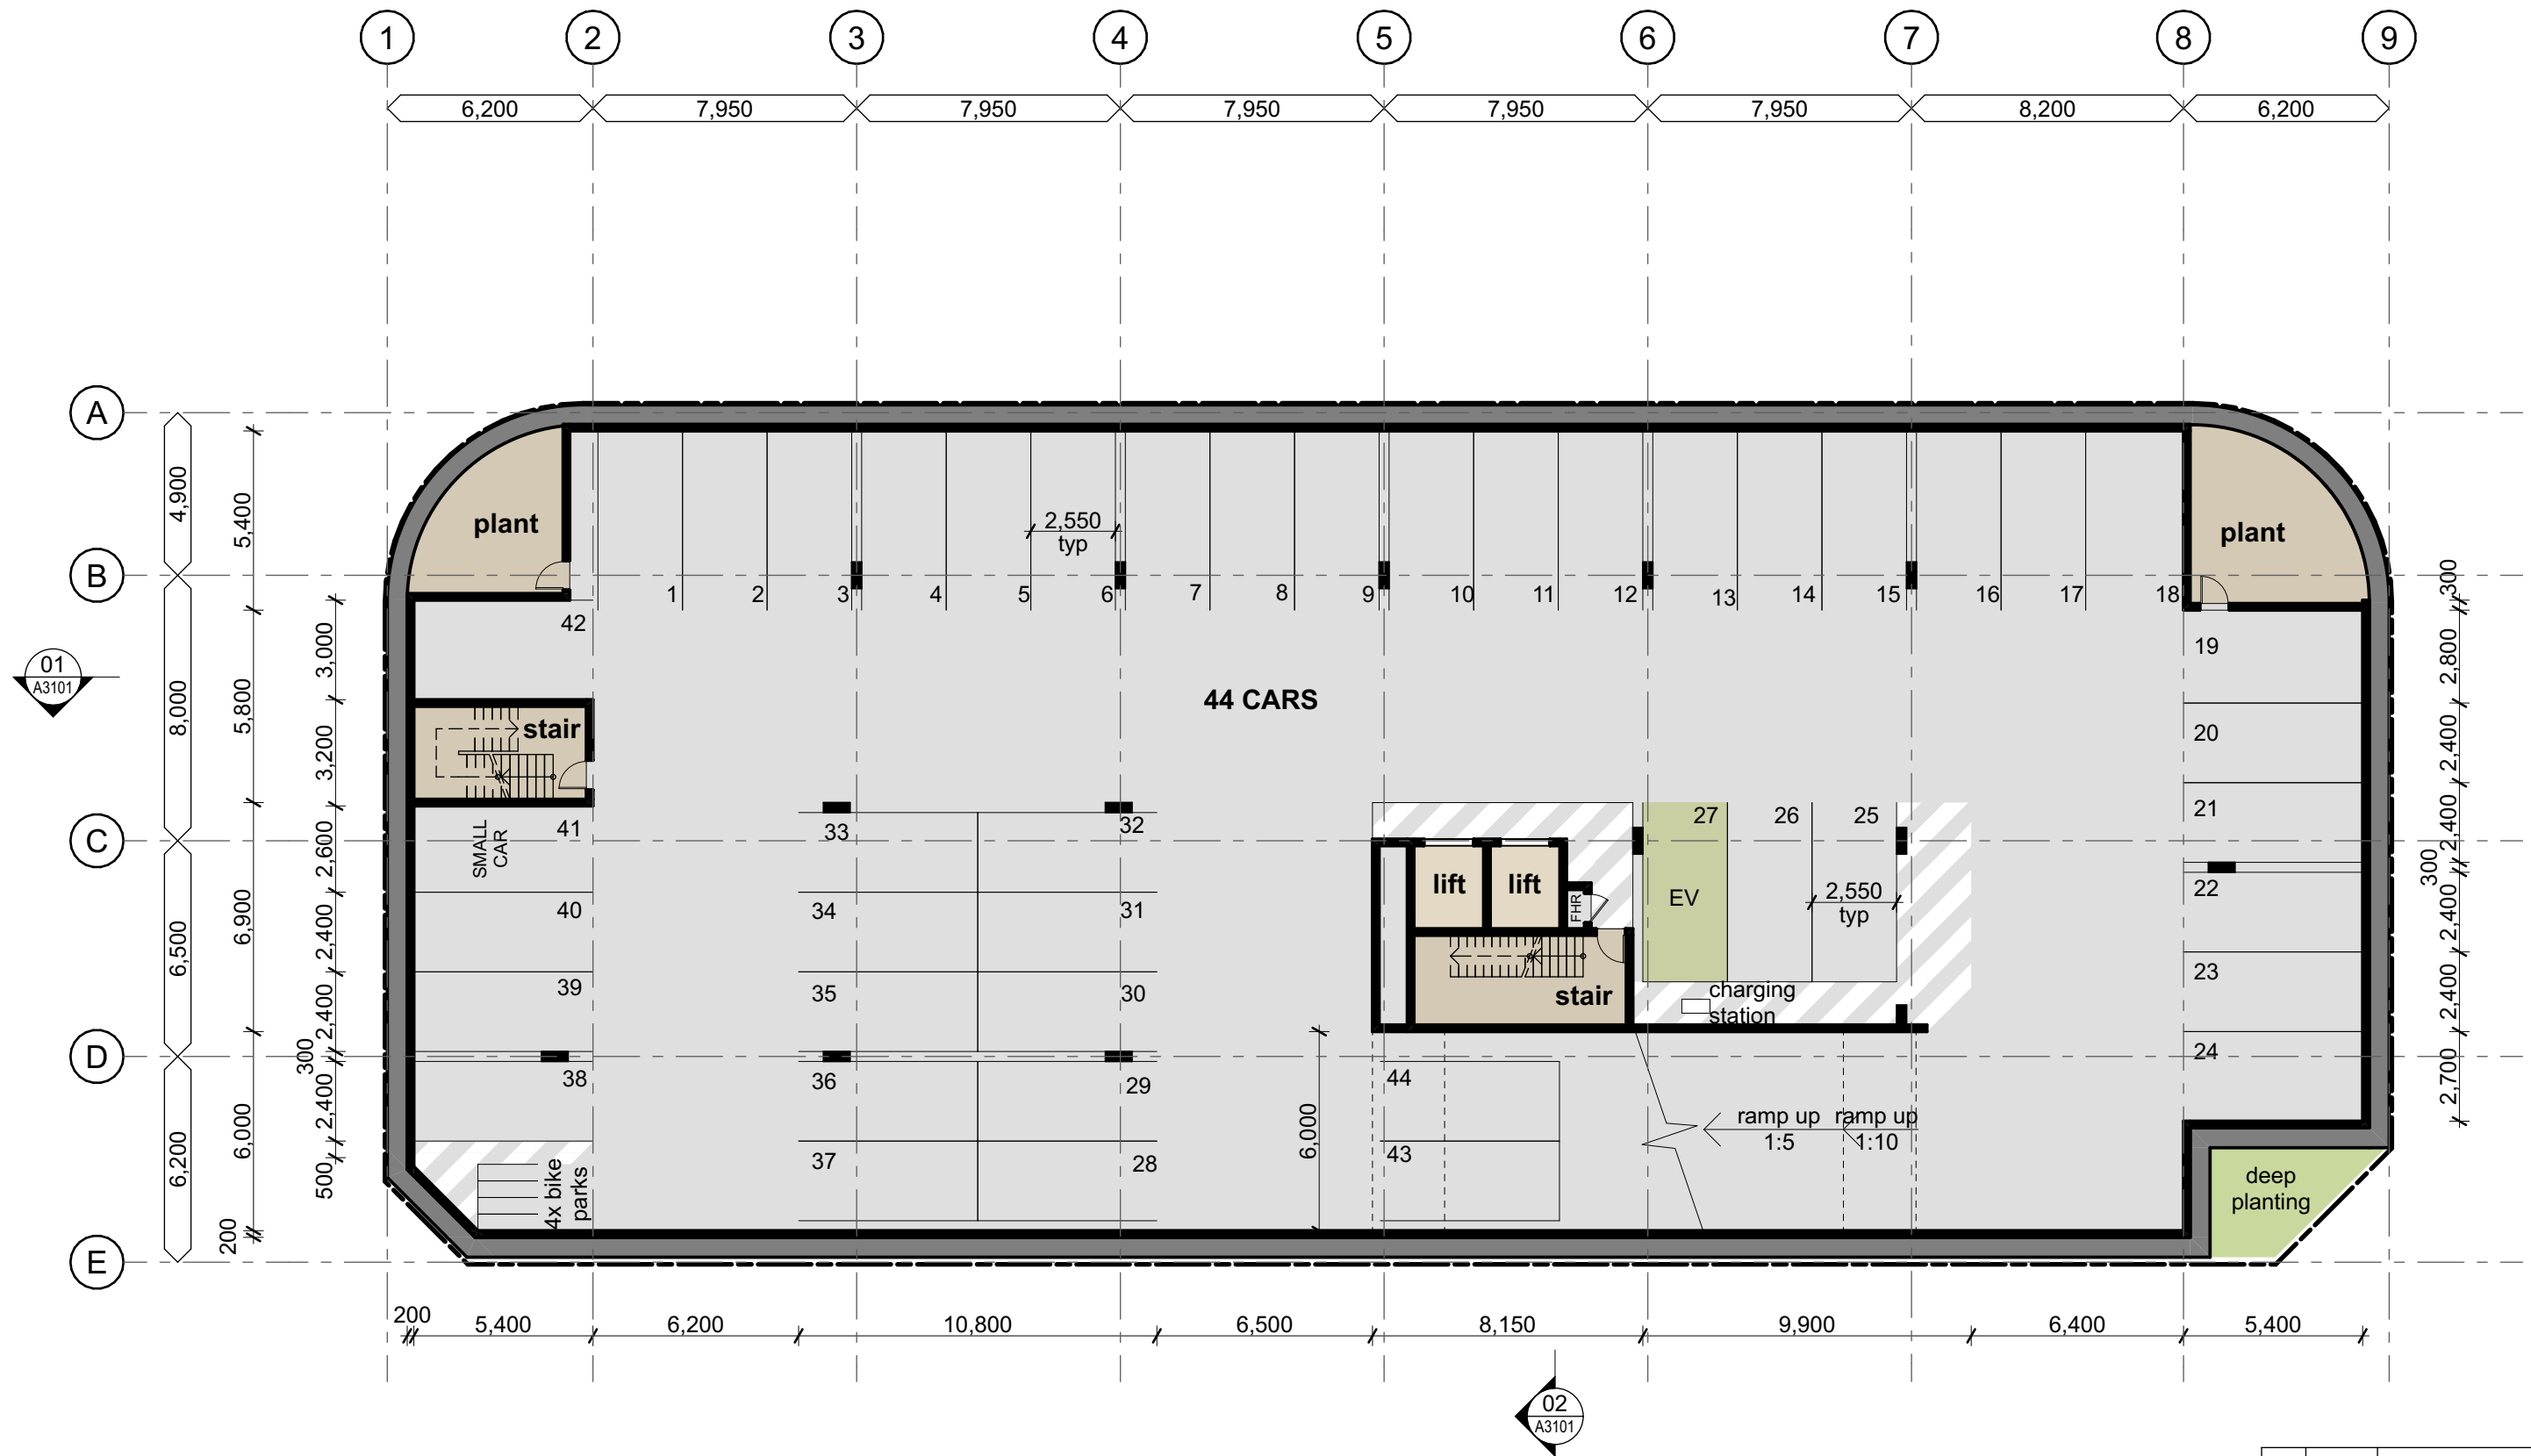 1 2 3 4 5 6 7 8 9
6,200 7,950 7,950 7,950 7,950 7,950 8,200 6,200
A
B
C
D
E
4,900
8,000
6,500
6,200
5,400
5,800
6,900
6,000
200
3,000
3,200
2,600
2,400
2,400
300
2,400
500
01
A3101
plant
plant
2,550
typ
1 2 3 4 5 6 7 8 9 10 11 12 13 14 15 16 17 18
42
19
44 CARS
stair
20
21
22
23
24
41
SMALL
CAR
40
39
38
4x bike
parks
33
32
34
31
35
30
36
29
37
28
lift
lift
FHR
stair
27
26
25
EV
2,550
typ
charging
station
44
43
6,000
ramp up
1:5
ramp up
1:10
deep
planting
300
2,800
2,400
2,400
300
2,400
2,400
2,700
200
5,400 6,200 10,800 6,500 8,150 9,900 6,400 5,400
02
A3101